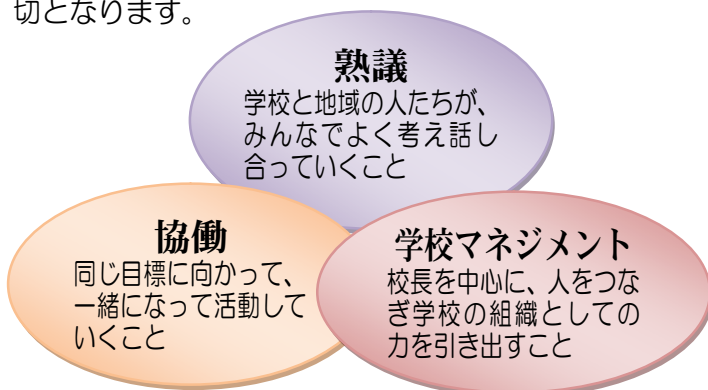 切となります。
熟議
学校と地域の人たちが、
みんなでよく考え話し
合っていくこと
協働
同じ目標に向かって、
一緒になって活動して
いくこと
学校マネジメント
校長を中心に、人をつな
ぎ学校の組織としての
力を引き出すこと